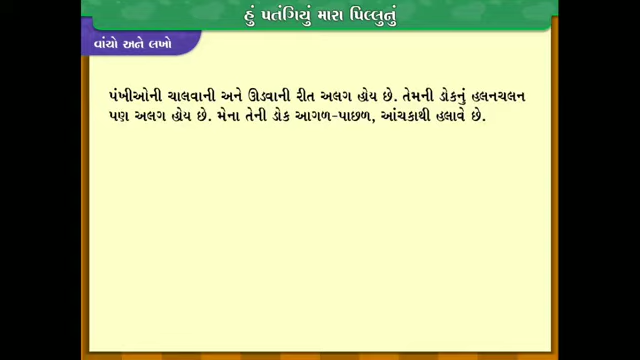 હું પતંગિયું મારા પિલ્લુનું
વાંચો અને લખો
પંખીઓની ચાલવાની અને ઊડવાની રીત અલગ હોય છે. તેમની ડોકનું હલનચલન
પણ અલગ હોય છે. મેના તેની ડોક આગળ-પાછળ, આંચકાથી હલાવે છે.